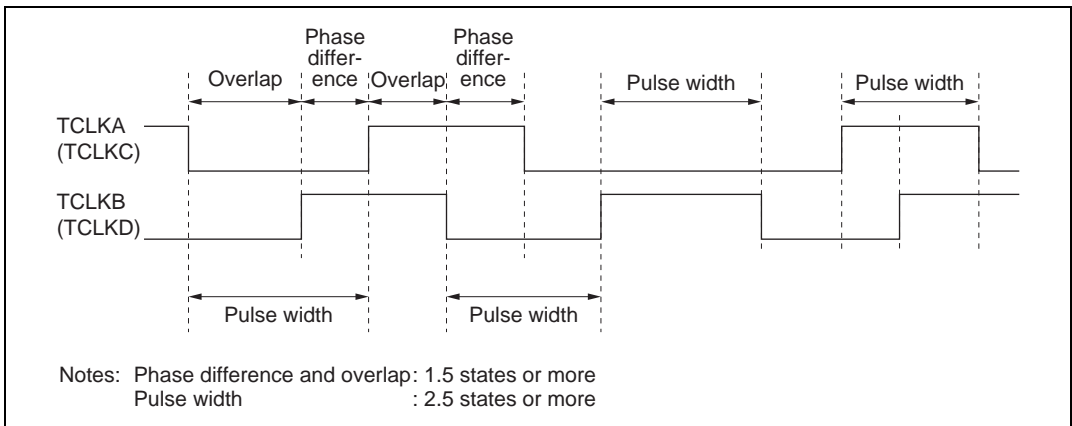 Phase
differ-
ence
Phase
differ-
ence
Overlap
Overlap
Pulse width
Pulse width
TCLKA
(TCLKC)
TCLKB
(TCLKD)
Pulse width
Pulse width
Notes: Phase difference and overlap: 1.5 states or more
Pulse width : 2.5 states or more